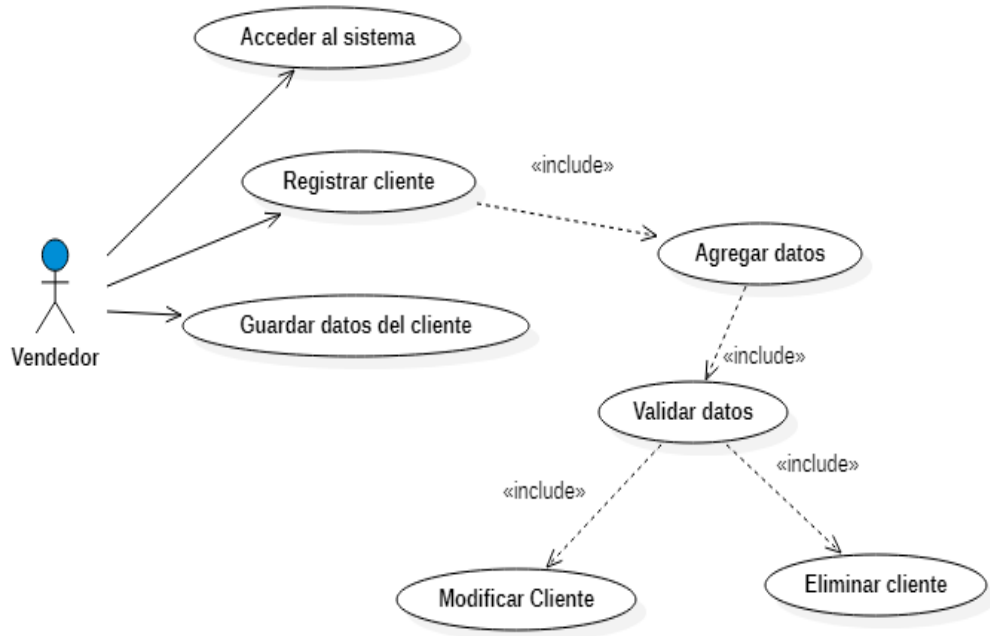 Acceder al sistema
Registrar cliente
«include»
Agregar datos
Guardar datos del cliente
Vendedor
«include»
Validar datos
«include»
«include»
Modificar Cliente
Eliminar cliente